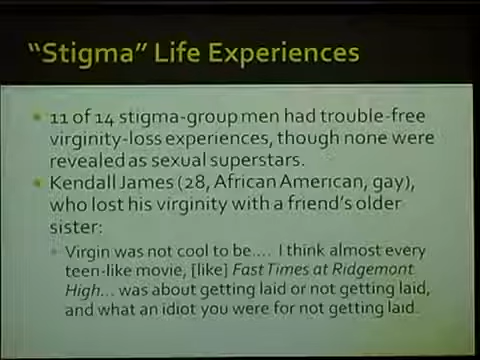 “Stigma” Life Experiences
11 of 14 stigma-group men had trouble-free
virginity-loss experiences, though none were
revealed as sexual superstars.
Kendall James (28, African American, gay),
who lost his virginity with a friend's older
sister:
Virgin was not cool to be.... I think almost every
teen-like movie, [like] Fast Times at Ridgemont
High... was about getting laid or not getting laid,
and what an idiot you were for not getting laid.